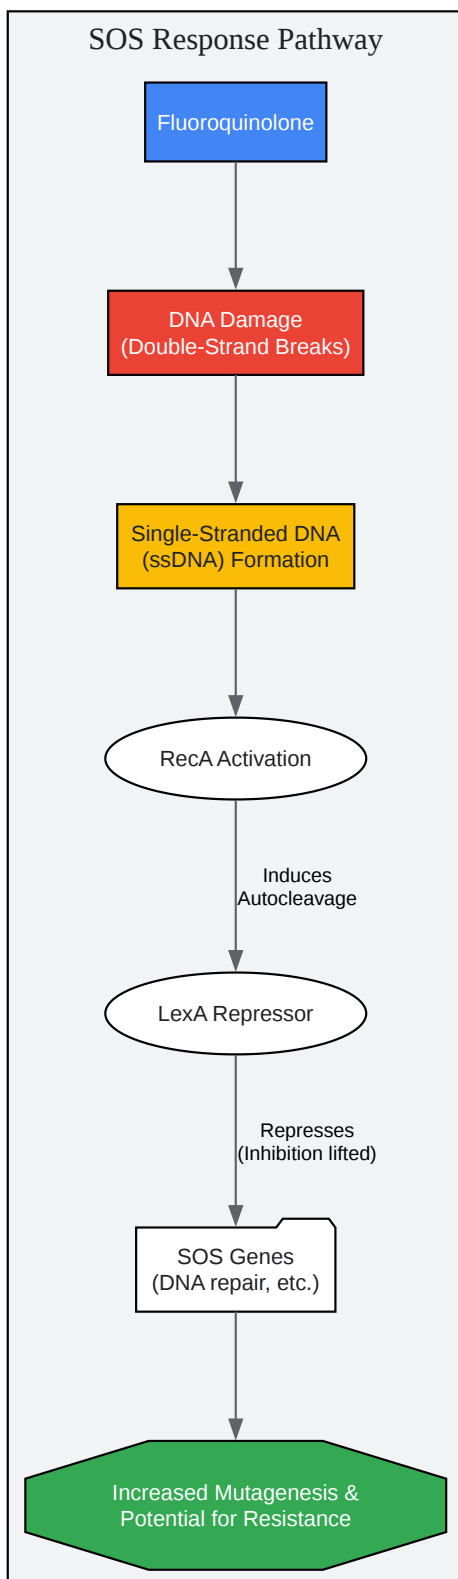 SOS Response Pathway
Fluoroquinolone
DNA Damage
(Double-Strand Breaks)
Single-Stranded DNA
(ssDNA) Formation
RecA Activation
Induces
Autocleavage
LexA Repressor
Represses
(Inhibition lifted)
SOS Genes
(DNA repair, etc.)
Increased Mutagenesis &
Potential for Resistance